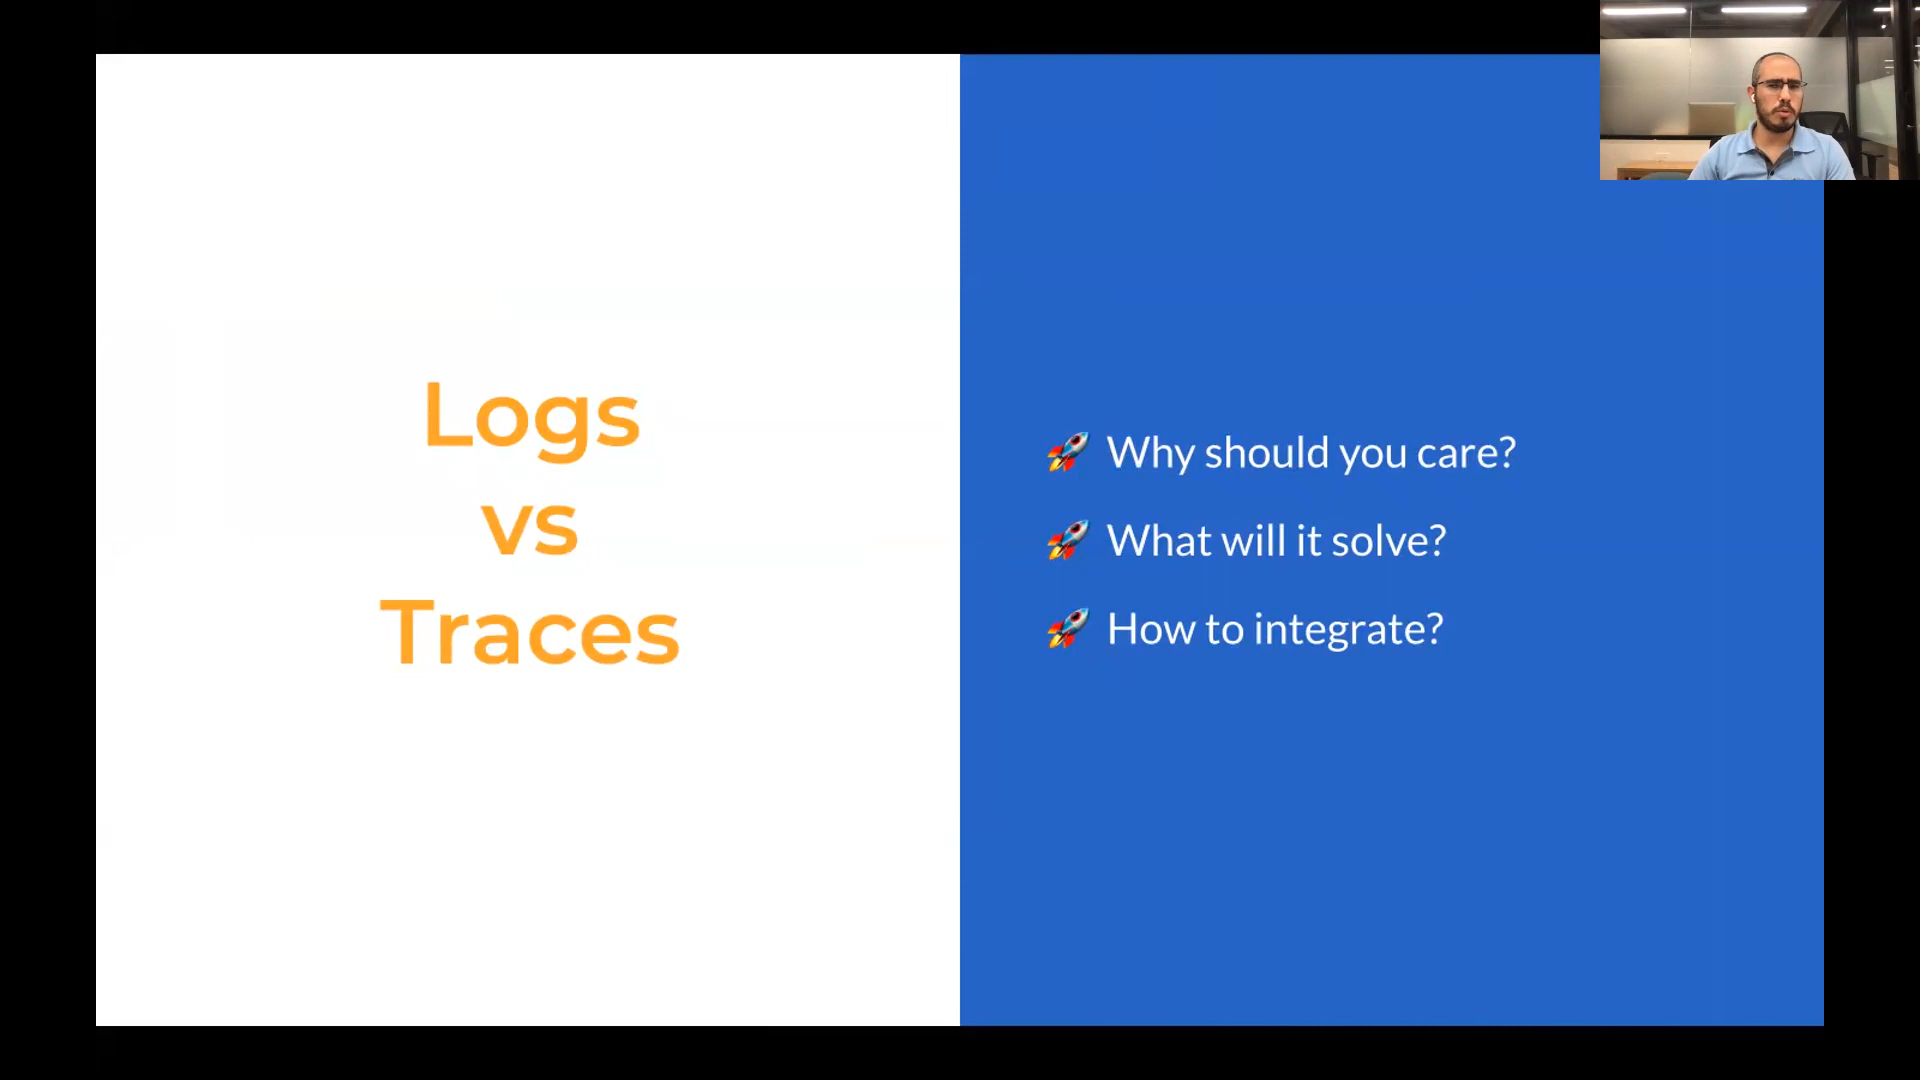 Logs
vs
Traces
🚀 Why should you care?
🚀 What will it solve?
🚀 How to integrate?